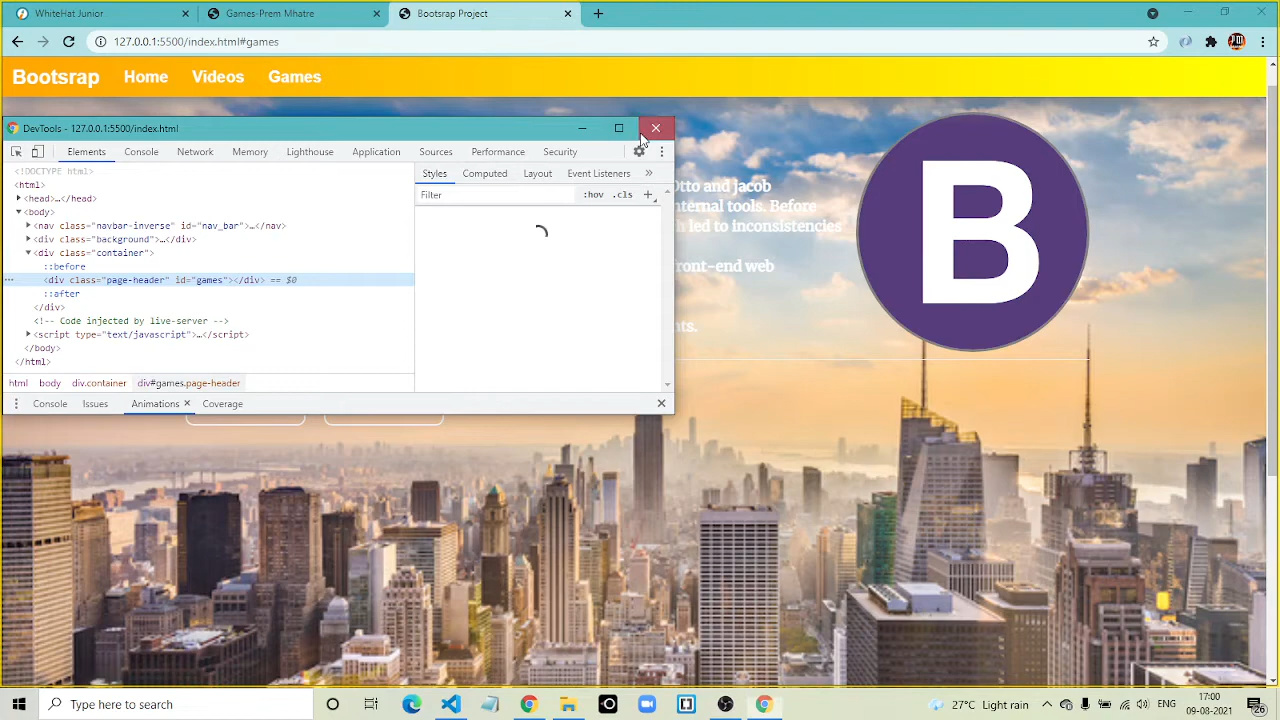 WhiteHat Junior
Games-Prem Mhatre
Bootsrap Project
127.0.0.1:5500/index.html#games
Bootsrap Home Videos Games
DevTools - 127.0.0.1:5500/index.html
Elements Console Network Memory Lighthouse Application Sources Performance Security
<!DOCTYPE html>
<html>
<head>…</head>
<body>
<nav class="navbar-inverse" id="nav_bar">…</nav>
<div class="background">…</div>
<div class="container">
::before
<div class="page-header" id="games"></div> == $0
::after
</div>
<!-- Code injected by live-server -->
<script type="text/javascript">…</script>
</body>
</html>
html body div.container div#games.page-header
Styles Computed Layout Event Listeners »
Filter :hov .cls +
Console Issues Animations Coverage
Otto and jacob
nternal tools. Before
h led to inconsistencies
front-end web
nts.
B
Type here to search
27°C Light rain
ENG
17:00
09-08-2021
26